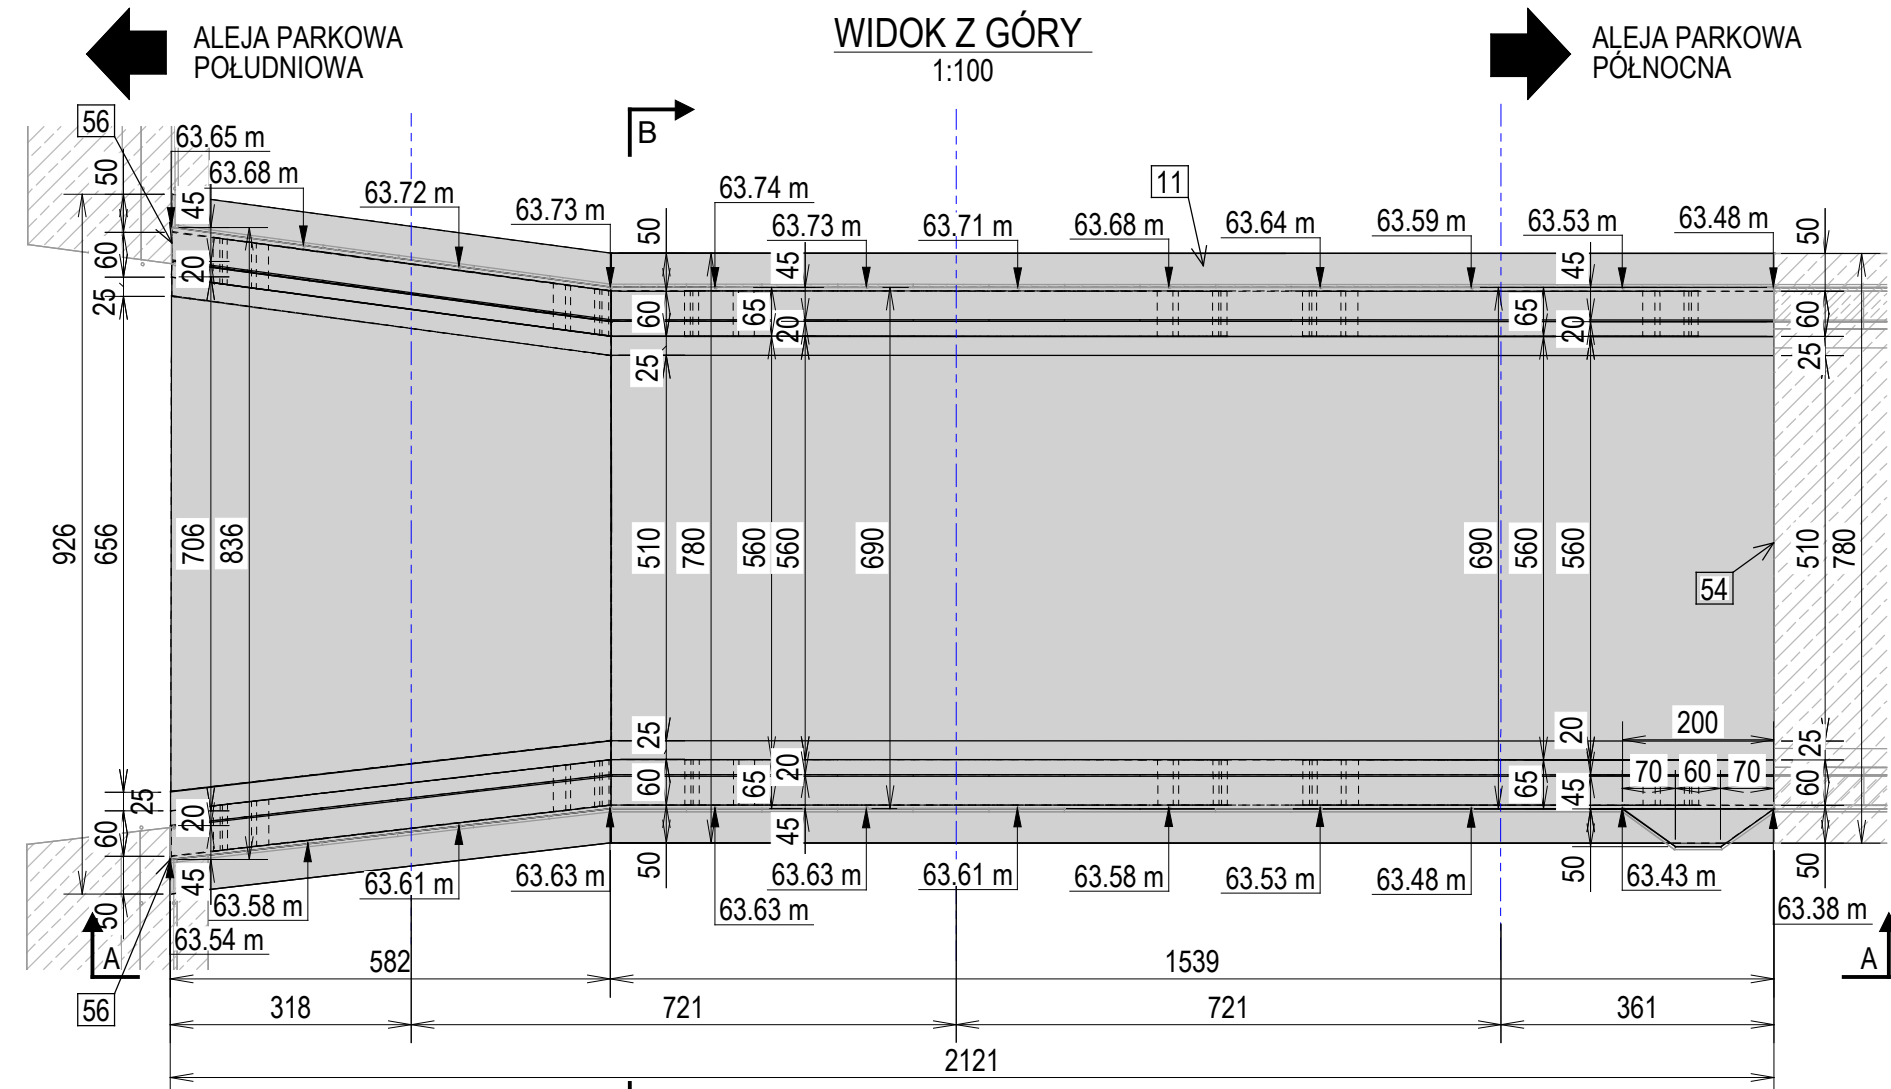 ALEJA PARKOWA
POŁUDNIOWA
WIDOK Z GÓRY
1:100
ALEJA PARKOWA
PÓŁNOCNA
56
B
11
63.65 m
63.68 m
63.72 m
63.73 m
63.74 m
63.73 m
63.71 m
63.68 m
63.64 m
63.59 m
63.53 m
63.48 m
50
45
60
20
25
50
45
60
65
20
25
45
65
20
50
60
25
926
656
706
836
510
780
560
560
690
690
560
560
510
780
54
25
20
60
45
50
25
60
65
20
45
50
20
65
45
50
200
70
60
70
25
60
50
63.54 m
63.58 m
63.61 m
63.63 m
63.63 m
63.63 m
63.61 m
63.58 m
63.53 m
63.48 m
63.43 m
63.38 m
A
A
56
582
1539
318
721
721
361
2121